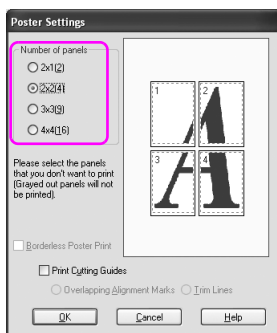 Poster Settings
Number of panels
2x1(2)
2x2(4)
3x3(9)
4x4(16)
1
2
3
4
A
Please select the panels
that you don't want to print
(Grayed out panels will not
be printed).
Borderless Poster Print
Print Cutting Guides
Overlapping Alignment Marks
Trim Lines
OK
Cancel
Help